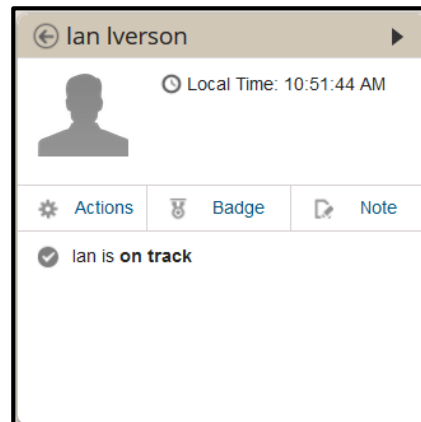 Ian Iverson
Local Time: 10:51:44 AM
Actions Badge Note
Ian is on track